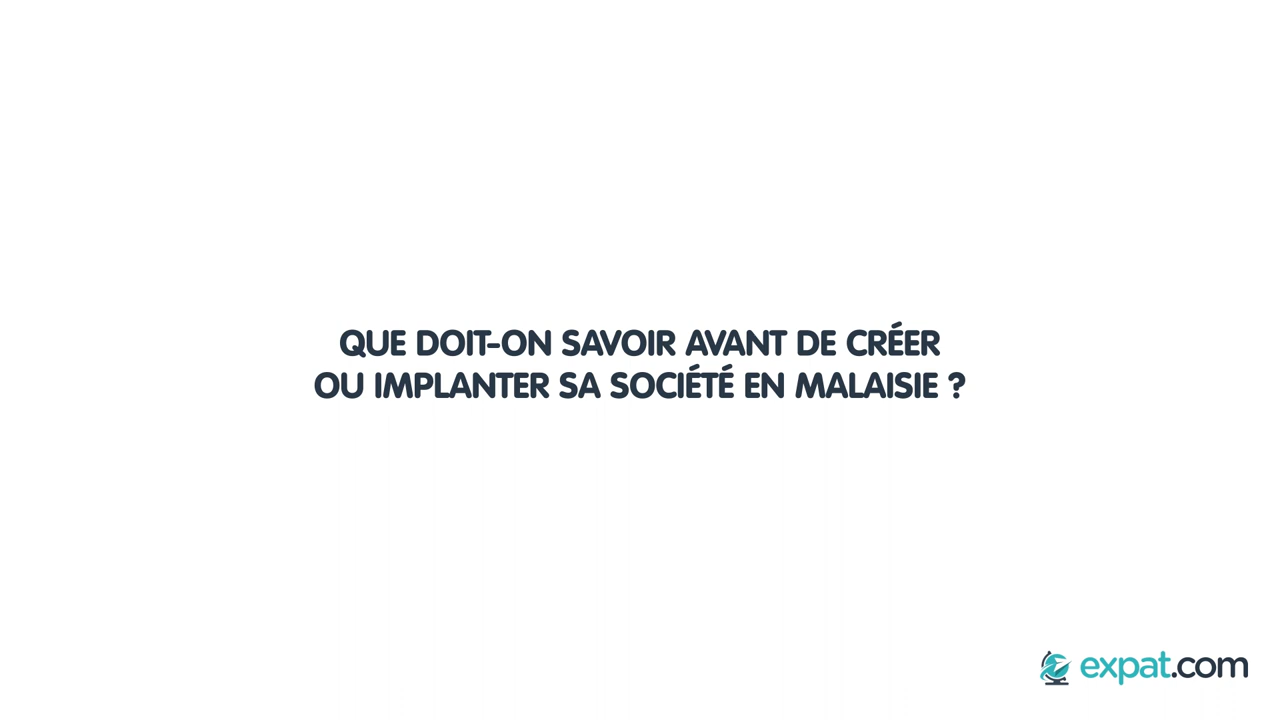 QUE DOIT-ON SAVOIR AVANT DE CRÉER
OU IMPLANTER SA SOCIÉTÉ EN MALAISIE ?
expat.com